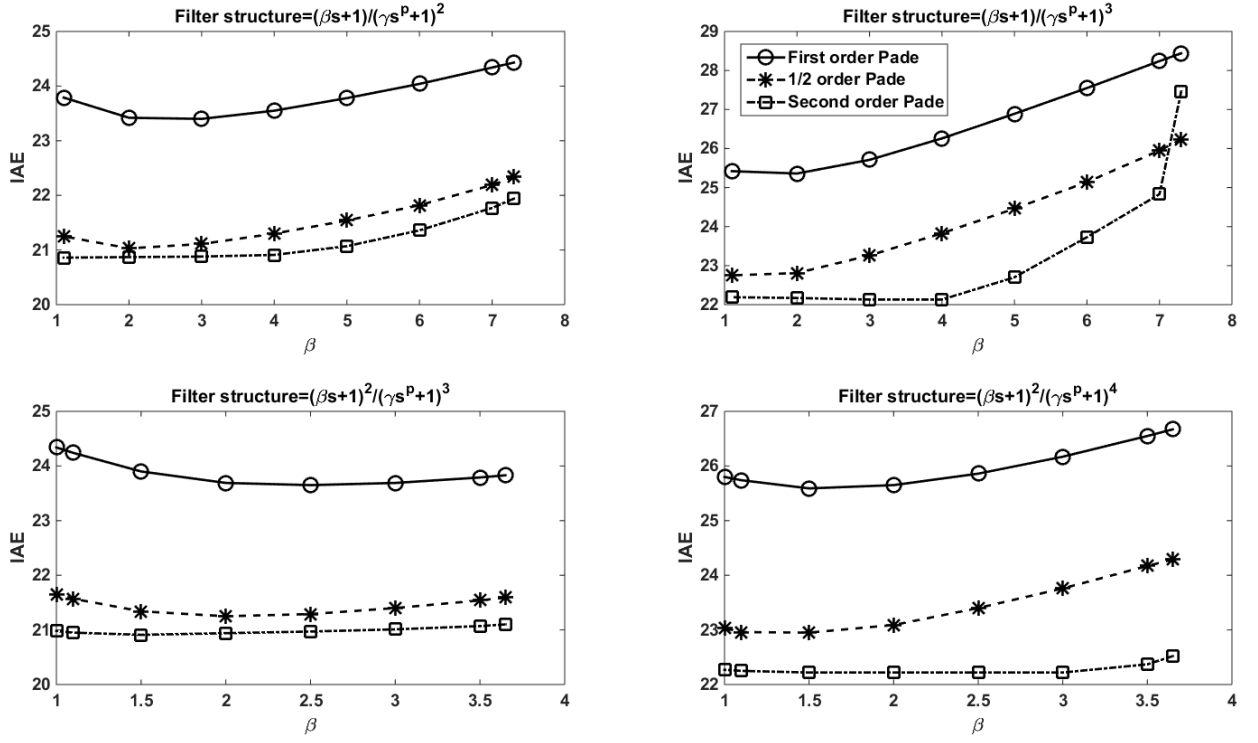 Filter structure=(βs+1)/(γsᵖ+1)²
25
24
23
22
21
20
IAE
1 2 3 4 5 6 7 8
β
Filter structure=(βs+1)/(γsᵖ+1)³
29
28
27
26
25
24
23
22
IAE
First order Pade
1/2 order Pade
Second order Pade
1 2 3 4 5 6 7 8
β
Filter structure=(βs+1)²/(γsᵖ+1)³
25
24
23
22
21
20
IAE
1 1.5 2 2.5 3 3.5 4
β
Filter structure=(βs+1)²/(γsᵖ+1)⁴
27
26
25
24
23
22
IAE
1 1.5 2 2.5 3 3.5 4
β